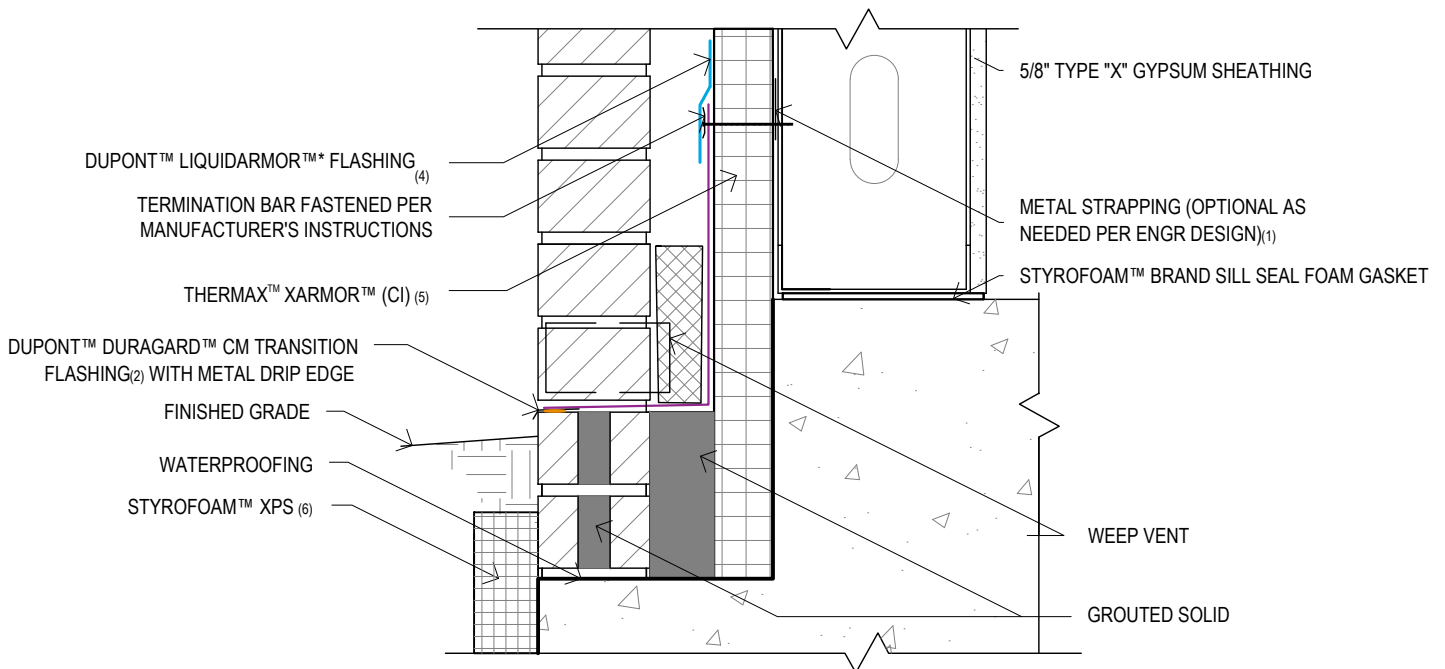 DUPONT™ LIQUIDARMOR™* FLASHING (4)
TERMINATION BAR FASTENED PER
MANUFACTURER'S INSTRUCTIONS
THERMAX™ XARMOR™ (CI) (5)
DUPONT™ DURAGARD™ CM TRANSITION
FLASHING(2) WITH METAL DRIP EDGE
FINISHED GRADE
WATERPROOFING
STYROFOAM™ XPS (6)
5/8" TYPE "X" GYPSUM SHEATHING
METAL STRAPPING (OPTIONAL AS
NEEDED PER ENGR DESIGN)(1)
STYROFOAM™ BRAND SILL SEAL FOAM GASKET
WEEP VENT
GROUTED SOLID